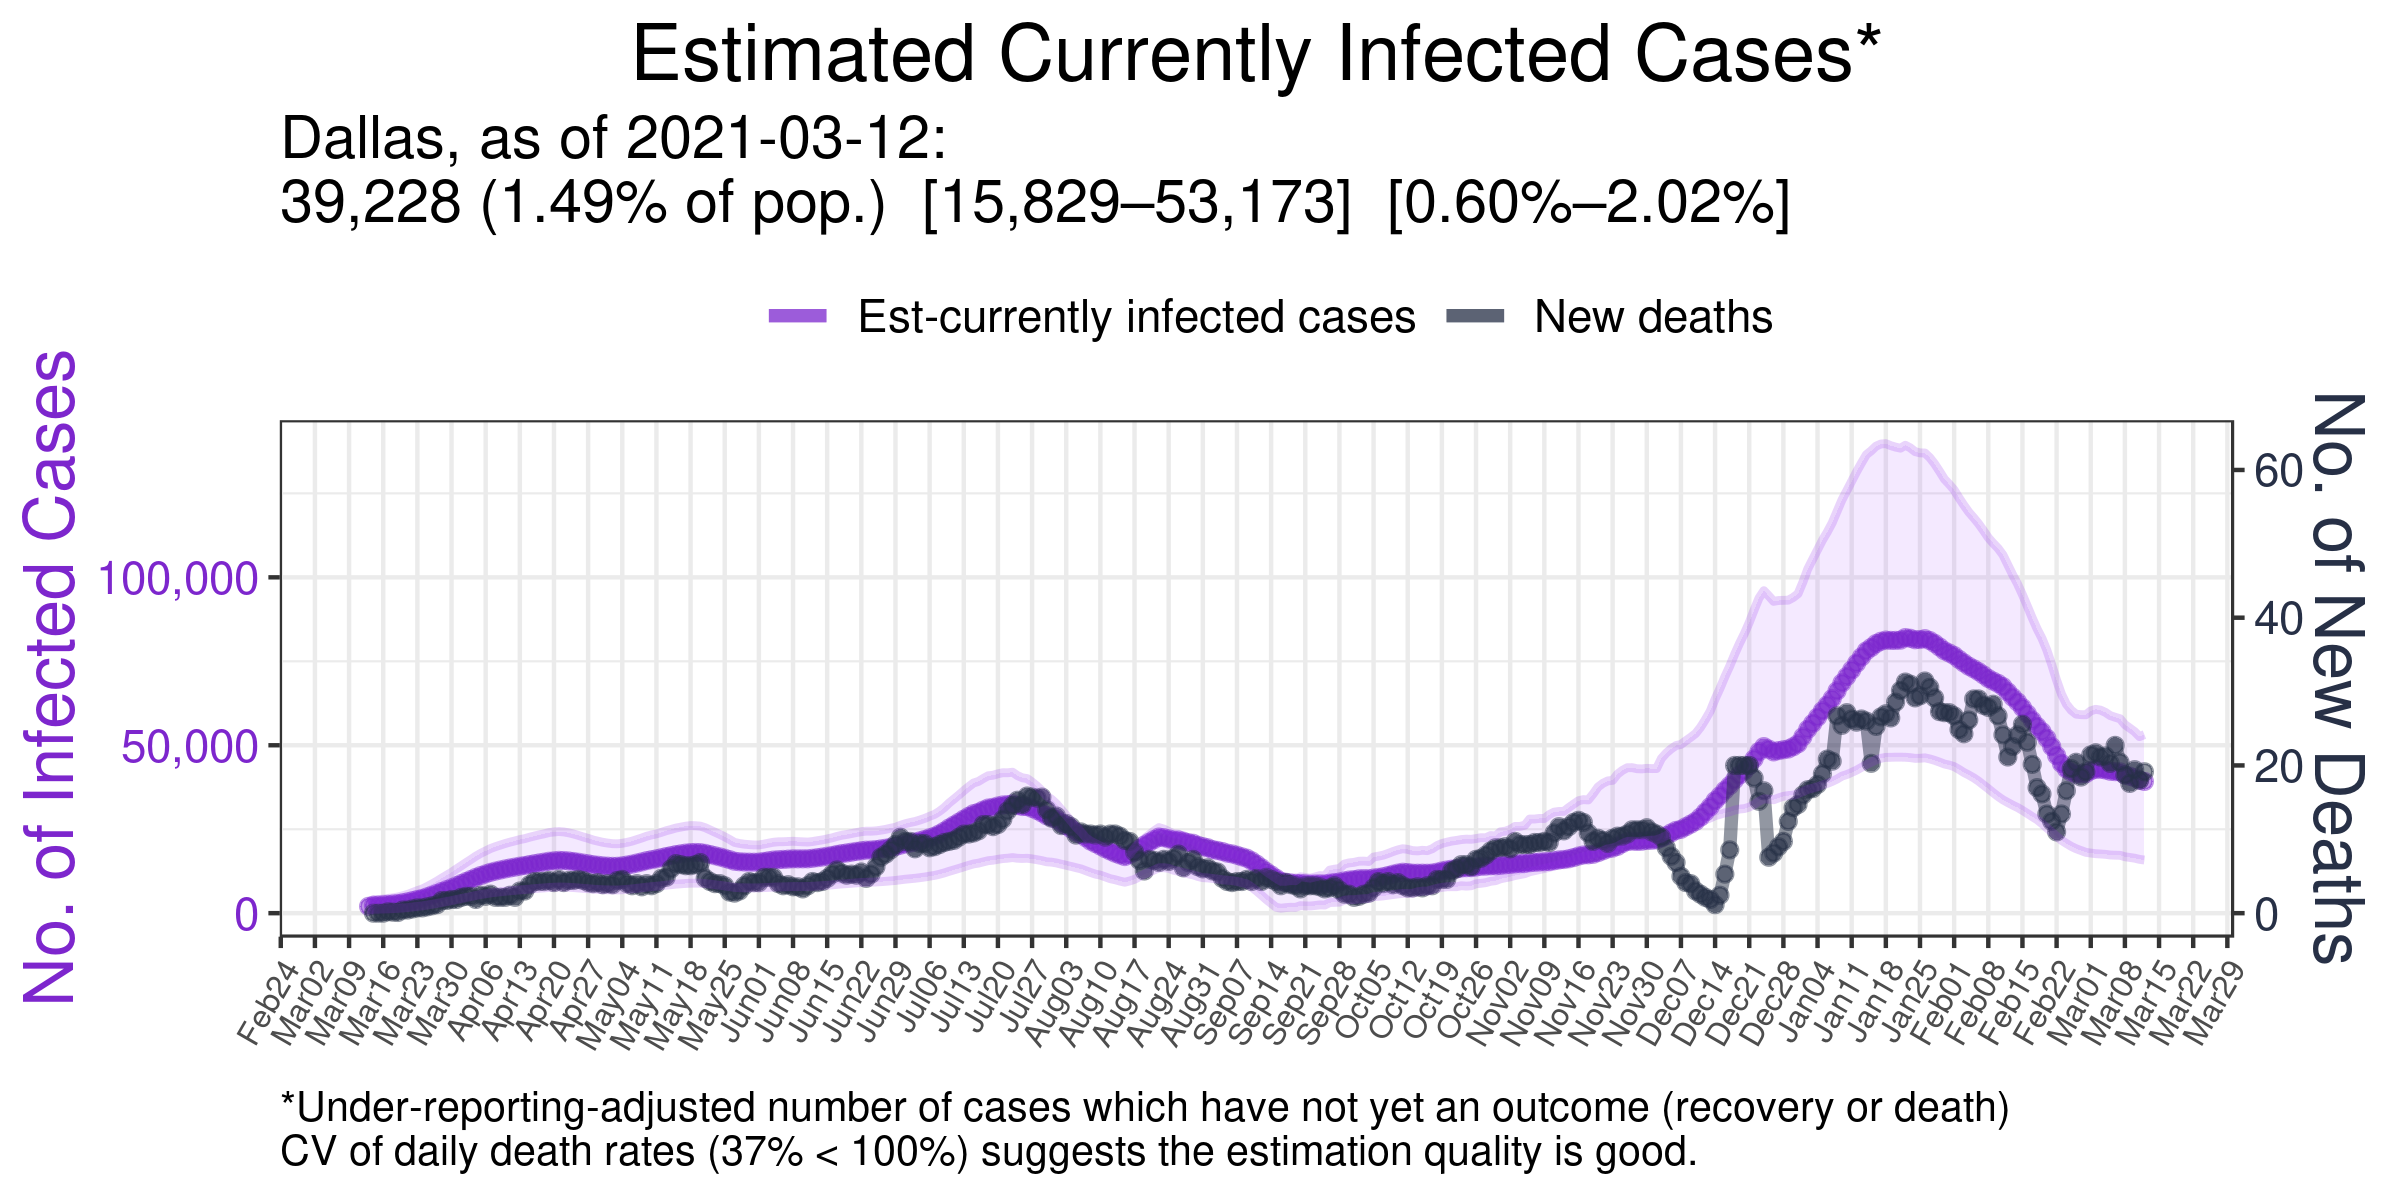 Estimated Currently Infected Cases*
Dallas, as of 2021-03-12:
39,228 (1.49% of pop.)  [15,829–53,173]  [0.60%–2.02%]
Est-currently infected cases
New deaths
No. of Infected Cases
100,000
50,000
0
60
40
20
0
No. of New Deaths
Feb24
Mar02
Mar09
Mar16
Mar23
Mar30
Apr06
Apr13
Apr20
Apr27
May04
May11
May18
May25
Jun01
Jun08
Jun15
Jun22
Jun29
Jul06
Jul13
Jul20
Jul27
Aug03
Aug10
Aug17
Aug24
Aug31
Sep07
Sep14
Sep21
Sep28
Oct05
Oct12
Oct19
Oct26
Nov02
Nov09
Nov16
Nov23
Nov30
Dec07
Dec14
Dec21
Dec28
Jan04
Jan11
Jan18
Jan25
Feb01
Feb08
Feb15
Feb22
Mar01
Mar08
Mar15
Mar22
Mar29
*Under-reporting-adjusted number of cases which have not yet an outcome (recovery or death)
CV of daily death rates (37% < 100%) suggests the estimation quality is good.